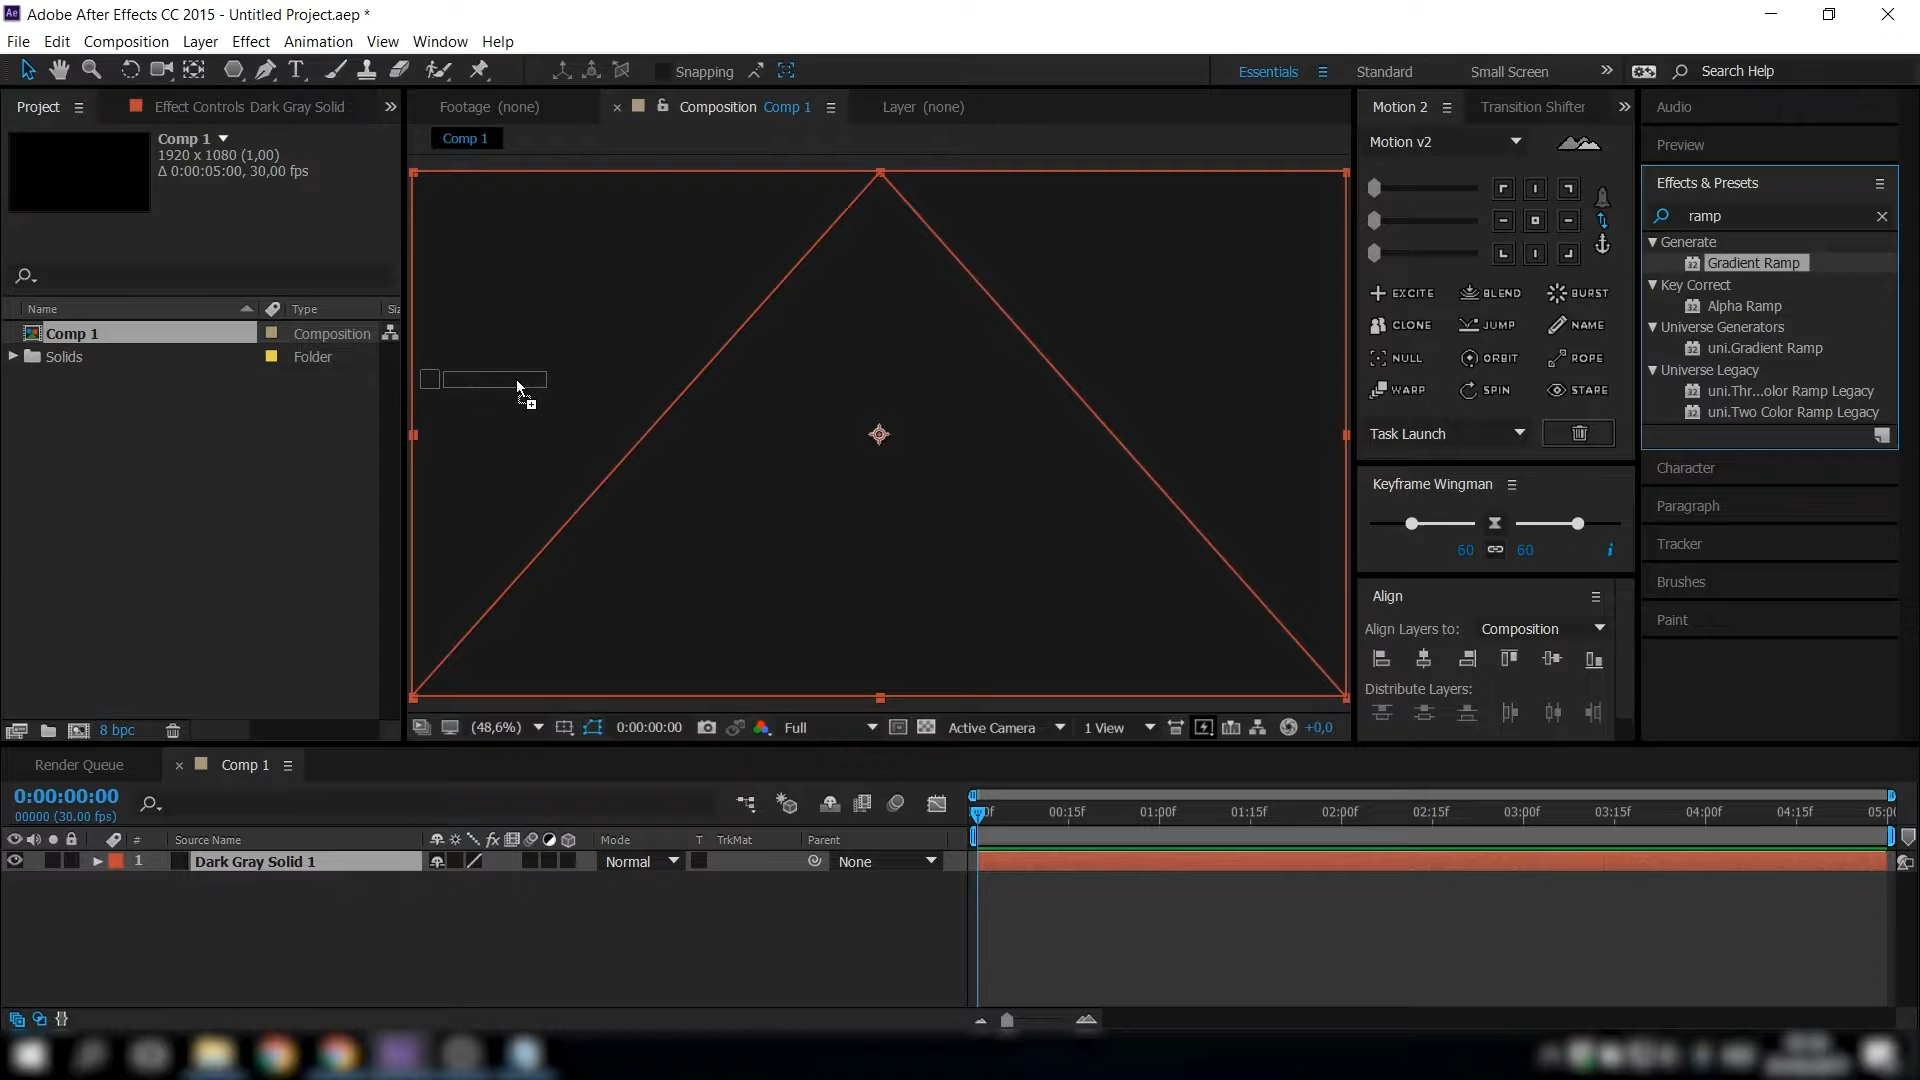 Adobe After Effects CC 2015 - Untitled Project.aep *
File Edit Composition Layer Effect Animation View Window Help
Snapping
Essentials
Standard
Small Screen
Search Help
Project
Effect Controls Dark Gray Solid
Footage (none)
Composition Comp 1
Layer (none)
Motion 2
Transition Shifter
Audio
Comp 1
1920 x 1080 (1,00)
Δ 0:00:05:00, 30,00 fps
Comp 1
Motion v2
Preview
Effects & Presets
ramp
Generate
Gradient Ramp
Key Correct
Alpha Ramp
Universe Generators
uni.Gradient Ramp
Universe Legacy
uni.Thr...olor Ramp Legacy
uni.Two Color Ramp Legacy
EXCITE BLEND BURST
CLONE JUMP NAME
NULL ORBIT ROPE
WARP SPIN STARE
Task Launch
Name Type Siz
Comp 1 Composition
Solids Folder
Character
Paragraph
Tracker
Brushes
Paint
Keyframe Wingman
60 60
i
Align
Align Layers to: Composition
Distribute Layers:
8 bpc
(48,6%) 0:00:00:00 Full Active Camera 1 View +0,0
Render Queue
Comp 1
0:00:00:00
00000 (30.00 fps)
00:15f 01:00f 01:15f 02:00f 02:15f 03:00f 03:15f 04:00f 04:15f 05:00
# Source Name fx Mode T TrkMat Parent
1 Dark Gray Solid 1 Normal None